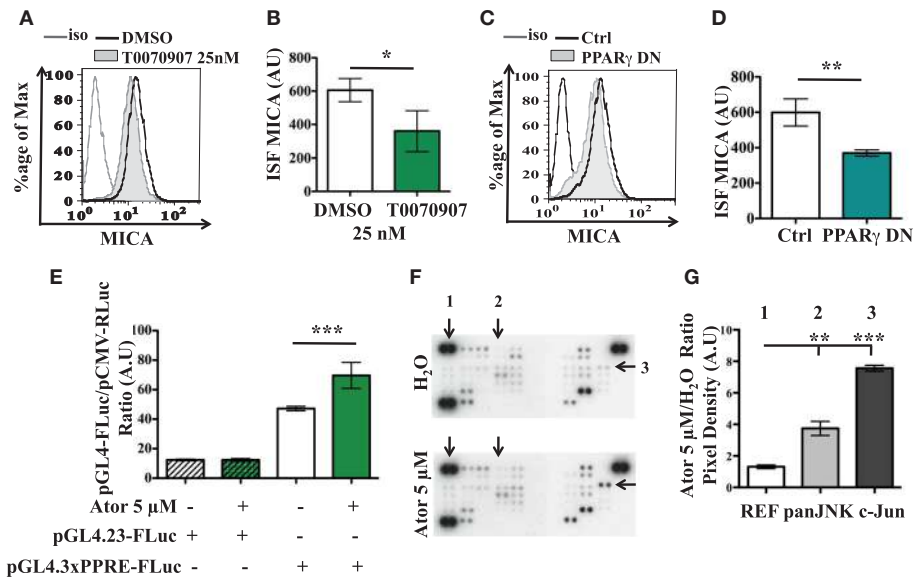 A
iso DMSO
T0070907 25nM
%age of Max
100
80
60
40
20
0
10⁰ 10¹ 10²
MICA
B
*
ISF MICA (AU)
800
600
400
200
0
DMSO T0070907
25 nM
C
iso Ctrl
PPARγ DN
%age of Max
100
80
60
40
20
0
10⁰ 10¹ 10²
MICA
D
**
ISF MICA (AU)
800
600
400
200
0
Ctrl PPARγ DN
E
***
pGL4-FLuc/pCMV-RLuc
Ratio (A.U)
100
80
60
40
20
0
Ator 5 µM - + - +
pGL4.23-FLuc + + - -
pGL4.3xPPRE-FLuc - - + +
F
1 2
H₂O
3
Ator 5 µM
G
1 2 3
** ***
Ator 5 µM/H₂O Ratio
Pixel Density (A.U)
10
8
6
4
2
0
REF panJNK c-Jun